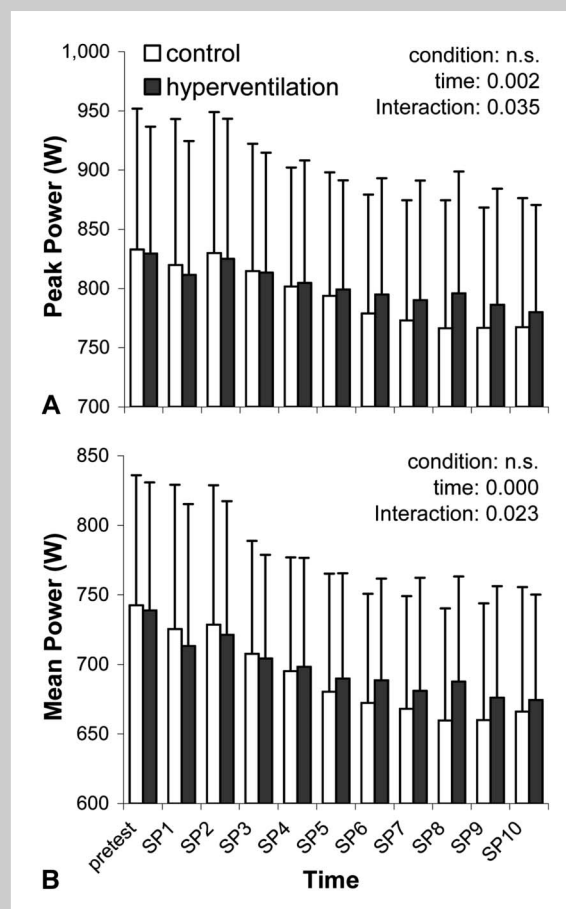 1,000
control
hyperventilation
condition: n.s.
time: 0.002
Interaction: 0.035
950
900
850
800
750
700
Peak Power (W)
A
850
condition: n.s.
time: 0.000
Interaction: 0.023
800
750
700
650
600
Mean Power (W)
pretest SP1 SP2 SP3 SP4 SP5 SP6 SP7 SP8 SP9 SP10
B
Time